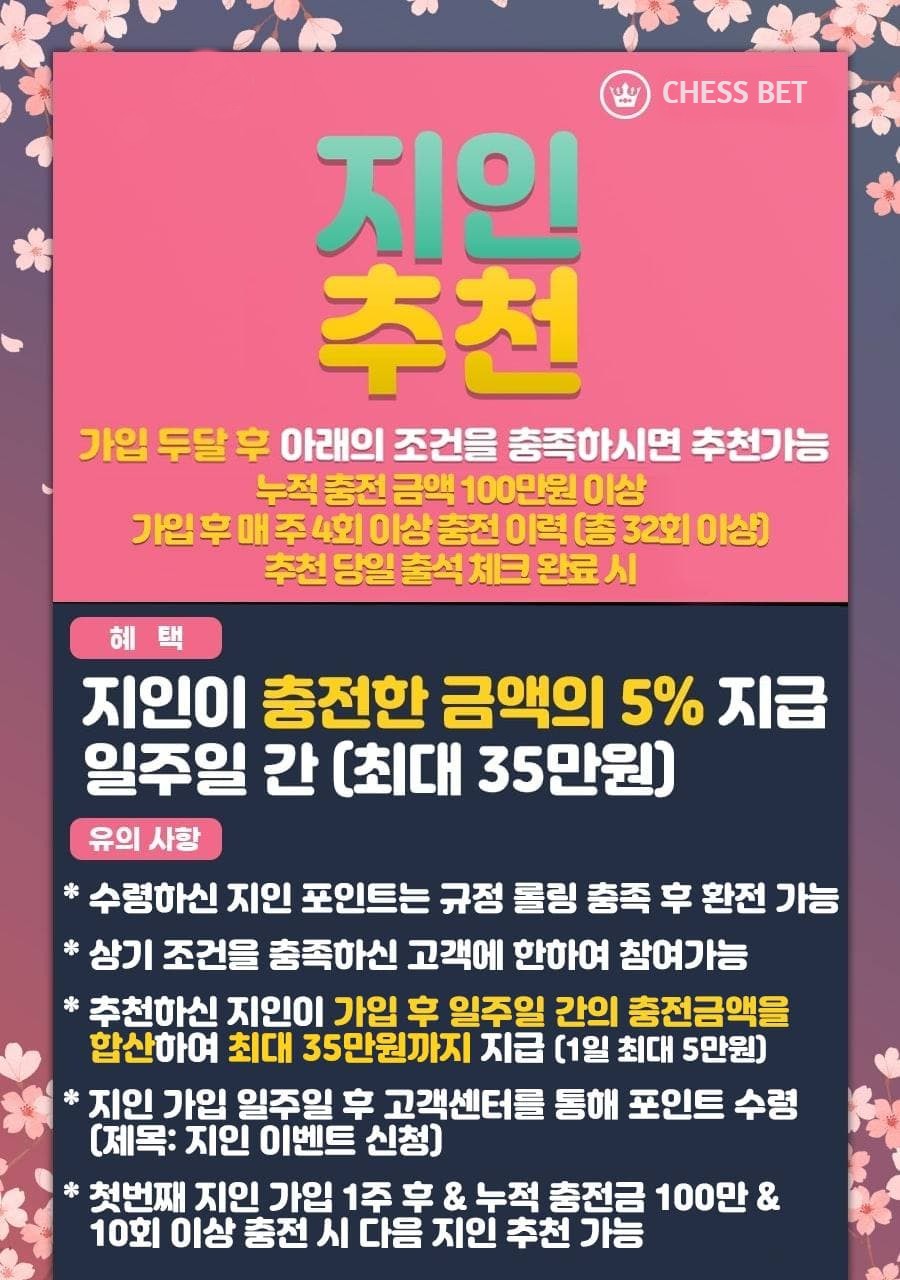 CHESS BET
지인
추천
가입 두달 후 아래의 조건을 충족하시면 추천가능
누적 충전 금액 100만원 이상
가입 후 매 주 4회 이상 충전 이력 (총 32회 이상)
추천 당일 출석 체크 완료 시
혜 택
지인이 충전한 금액의 5% 지급
일주일 간 (최대 35만원)
유의 사항
* 수령하신 지인 포인트는 규정 롤링 충족 후 환전 가능
* 상기 조건을 충족하신 고객에 한하여 참여가능
* 추천하신 지인이 가입 후 일주일 간의 충전금액을
합산하여 최대 35만원까지 지급 (1일 최대 5만원)
* 지인 가입 일주일 후 고객센터를 통해 포인트 수령
(제목: 지인 이벤트 신청)
* 첫번째 지인 가입 1주 후 & 누적 충전금 100만 &
10회 이상 충전 시 다음 지인 추천 가능